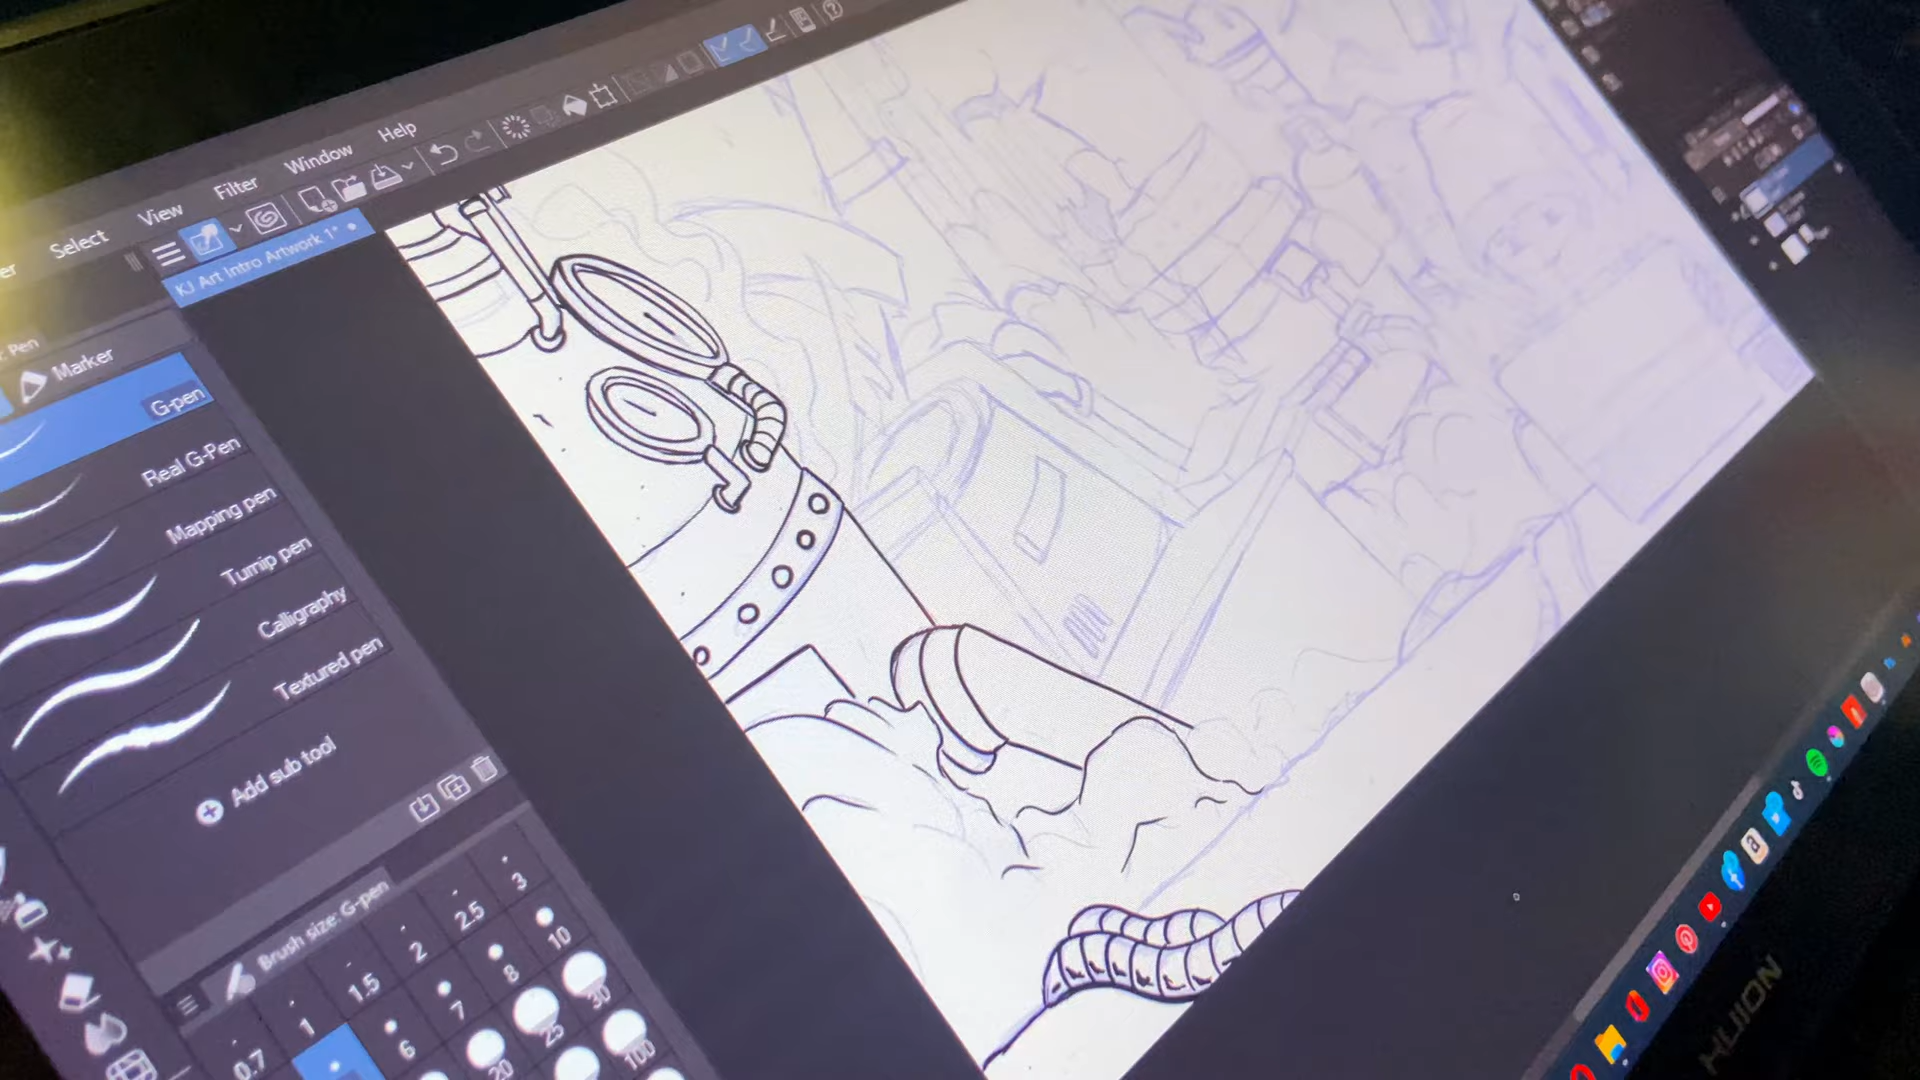 er Select View Filter Window Help
KJ Art Intro Artwork 1*
Pen
Marker
G-pen
Real G-Pen
Mapping pen
Turnip pen
Calligraphy
Textured pen
Add sub tool
Brush size: G-pen
0.7 1 1.5 2 2.5 3
6 7 8 10
20 25 30
100
a
HUION